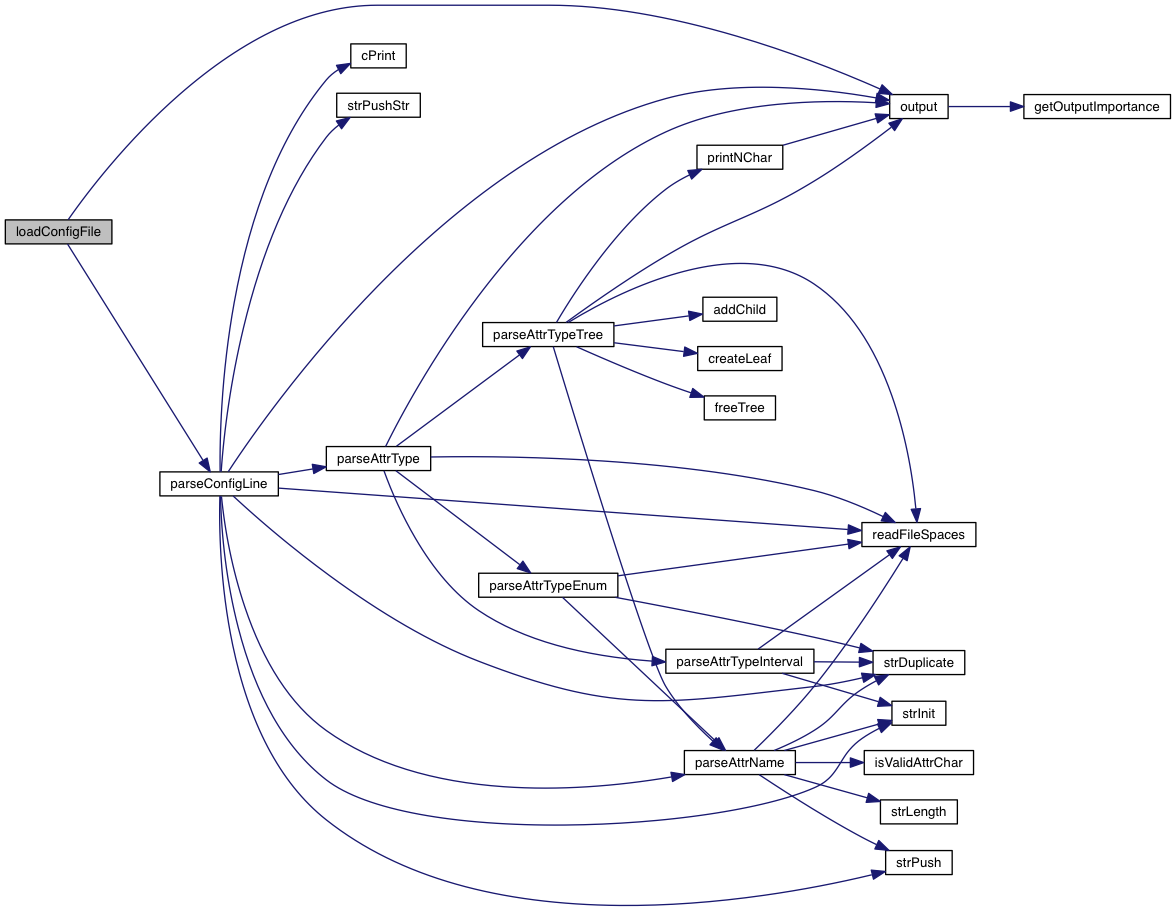 cPrint
strPushStr
output
getOutputImportance
printNChar
loadConfigFile
addChild
parseAttrTypeTree
createLeaf
freeTree
parseAttrType
parseConfigLine
readFileSpaces
parseAttrTypeEnum
parseAttrTypeInterval
strDuplicate
strInit
parseAttrName
isValidAttrChar
strLength
strPush